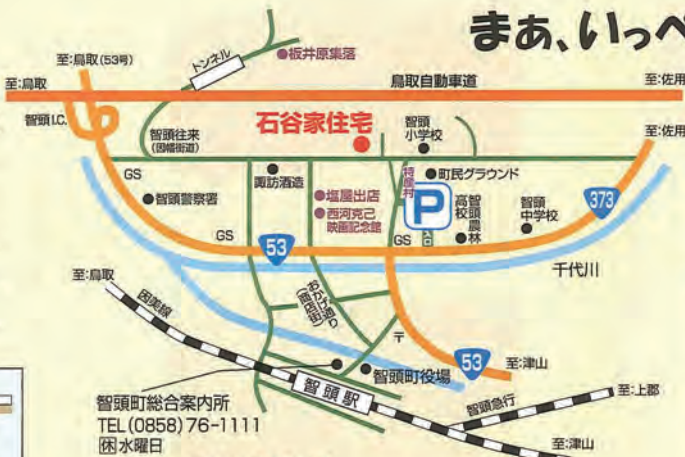 まあ、いっぺ
至:鳥取(53号)
トンネル
板井原集落
至:鳥取
鳥取自動車道
至:佐用
智頭I.C.
智頭往来
(因幡街道)
石谷家住宅
智頭
小学校
至:佐用
GS
諏訪酒造
特産村
町民グラウンド
智頭警察署
塩屋出店
西河克己
映画記念館
P
入口
智頭農林
高校
智頭
中学校
373
GS
53
GS
千代川
至:鳥取
因美線
おかげ通り
(商店街)
〒
53
至:津山
智頭町役場
智頭駅
智頭町総合案内所
TEL(0858)76-1111
休水曜日
智頭急行
至:上郡
至:津山